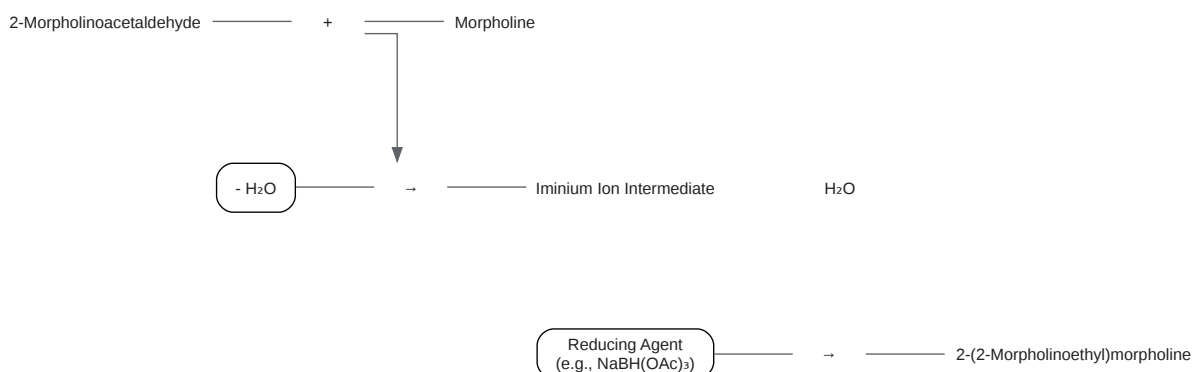 2-Morpholinoacetaldehyde + Morpholine
- H₂O → Iminium Ion Intermediate H₂O
Reducing Agent
(e.g., NaBH(OAc)₃) → 2-(2-Morpholinoethyl)morpholine